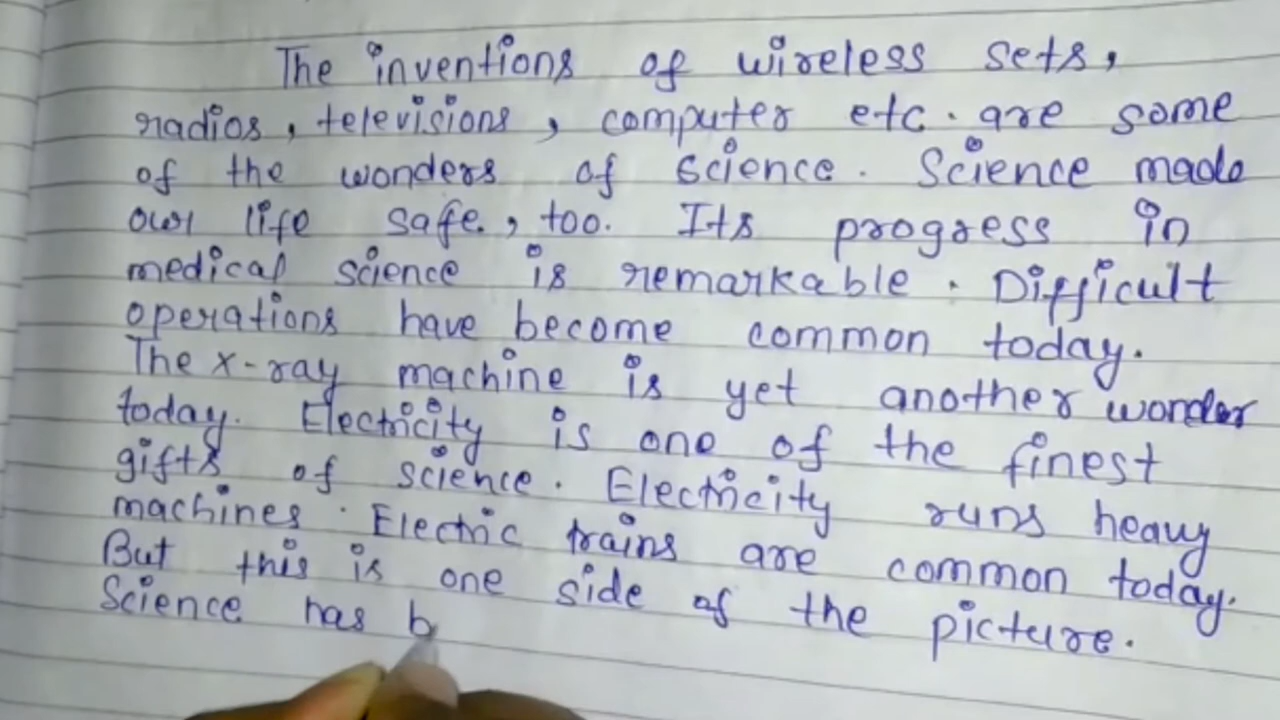 The inventions of wireless sets,
radios, televisions, computer etc. are some
of the wonders of science. Science made
our life safe, too. Its progress in
medical science is remarkable. Difficult
operations have become common today.
The x-ray machine is yet another wonder
today. Electricity is one of the finest
gifts of science. Electricity runs heavy
machines. Electric trains are common today.
But this is one side of the picture.
Science has b